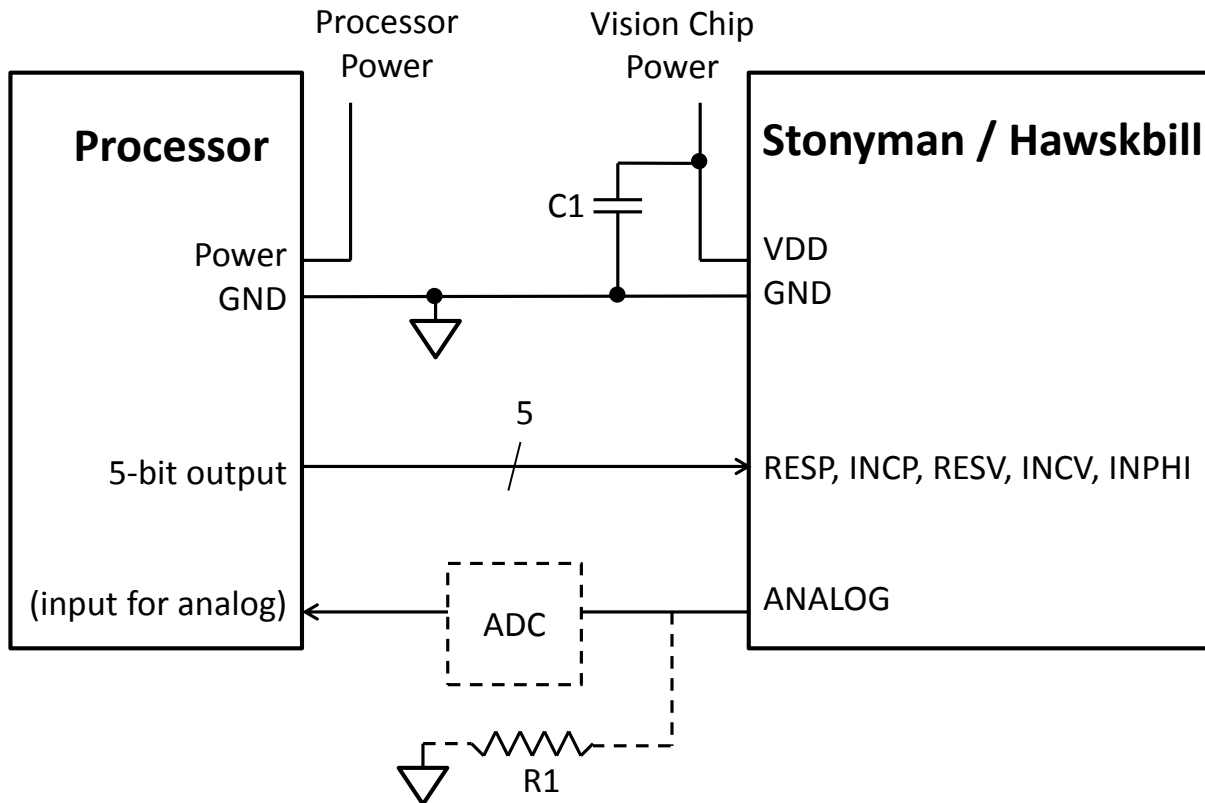 Processor
Power
Vision Chip
Power
Processor
Stonyman / Hawskbill
C1
Power
VDD
GND
GND
5
5-bit output
RESP, INCP, RESV, INCV, INPHI
(input for analog)
ADC
ANALOG
R1